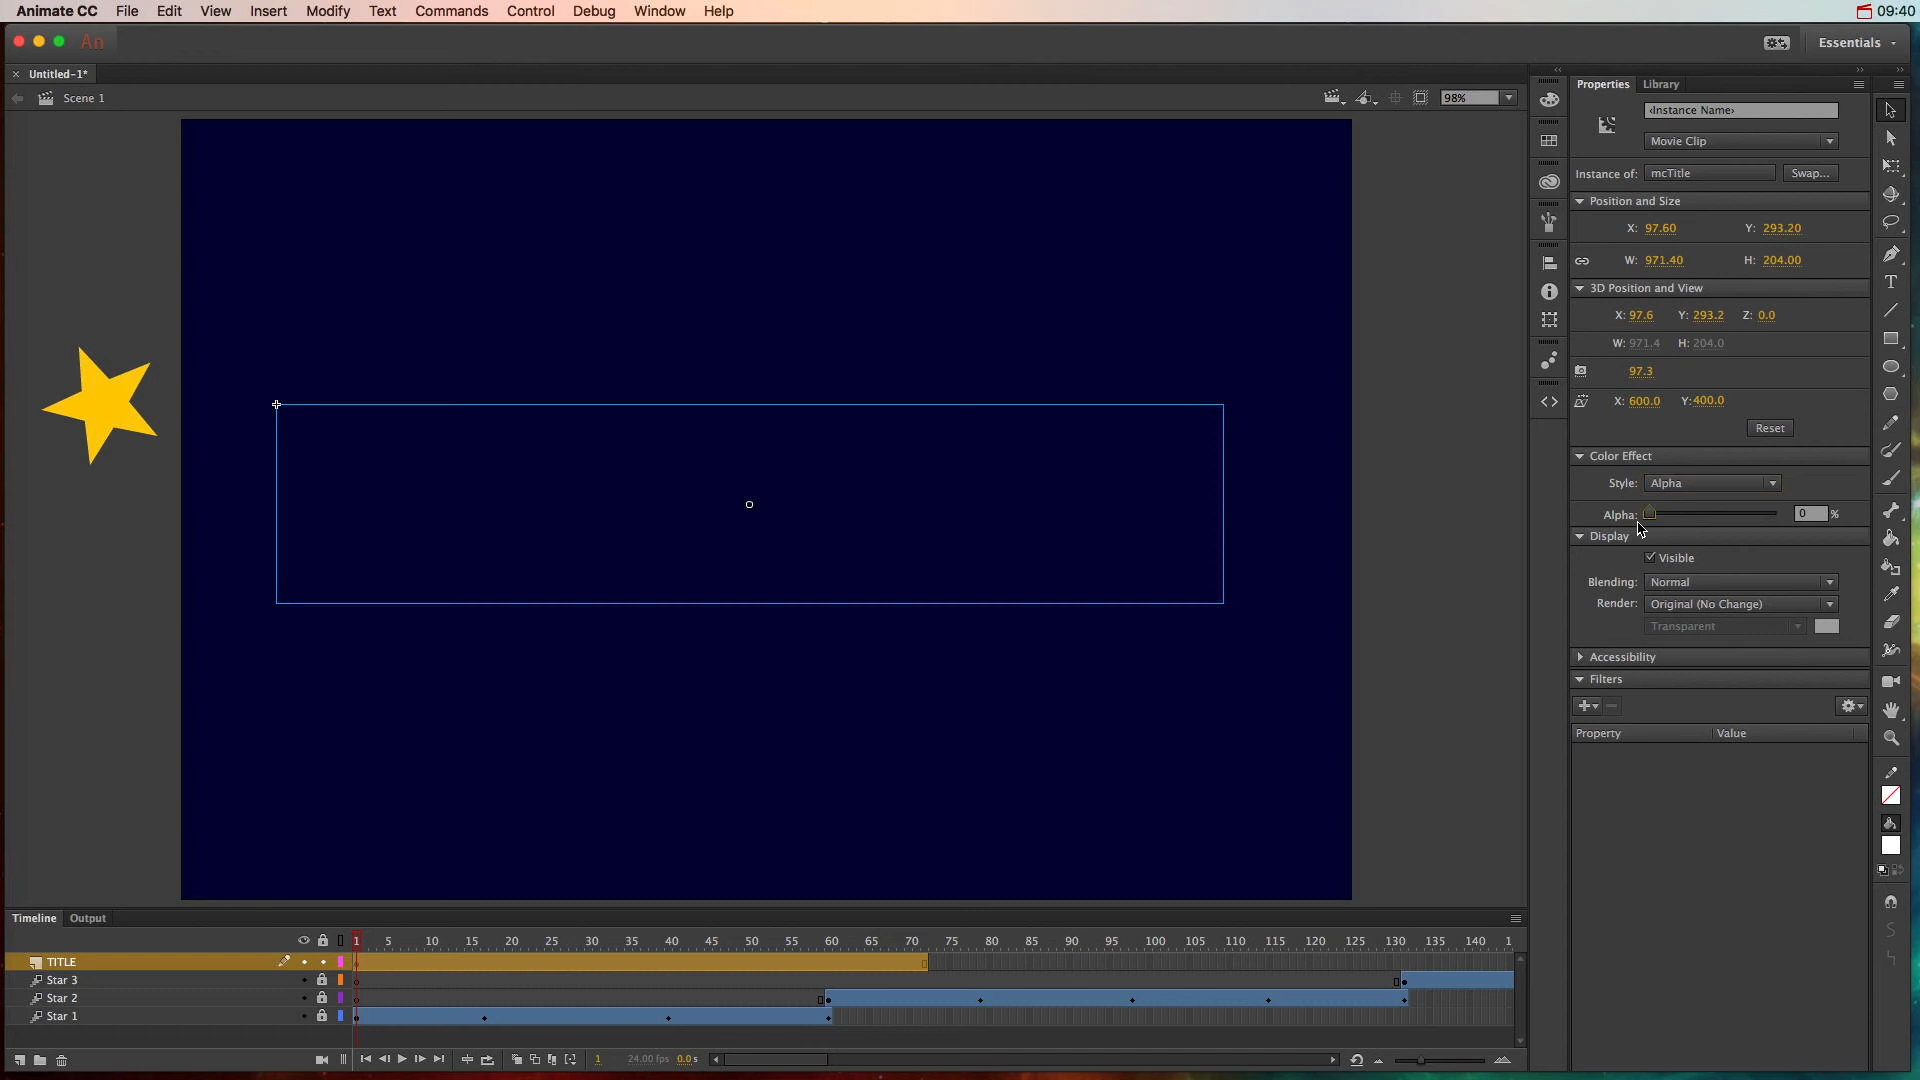 Animate CC File Edit View Insert Modify Text Commands Control Debug Window Help 09:40
An Essentials
× Untitled-1*
Scene 1 98%
Properties Library
<Instance Name>
Movie Clip
Instance of: mcTitle Swap...
Position and Size
X: 97.60 Y: 293.20
W: 971.40 H: 204.00
3D Position and View
X: 97.6 Y: 293.2 Z: 0.0
W: 971.4 H: 204.0
97.3
X: 600.0 Y: 400.0
Reset
Color Effect
Style: Alpha
Alpha: 0 %
Display
Visible
Blending: Normal
Render: Original (No Change)
Transparent
Accessibility
Filters
Property Value
Timeline Output
1 5 10 15 20 25 30 35 40 45 50 55 60 65 70 75 80 85 90 95 100 105 110 115 120 125 130 135 140 1
TITLE
Star 3
Star 2
Star 1
1 24.00 fps 0.0 s